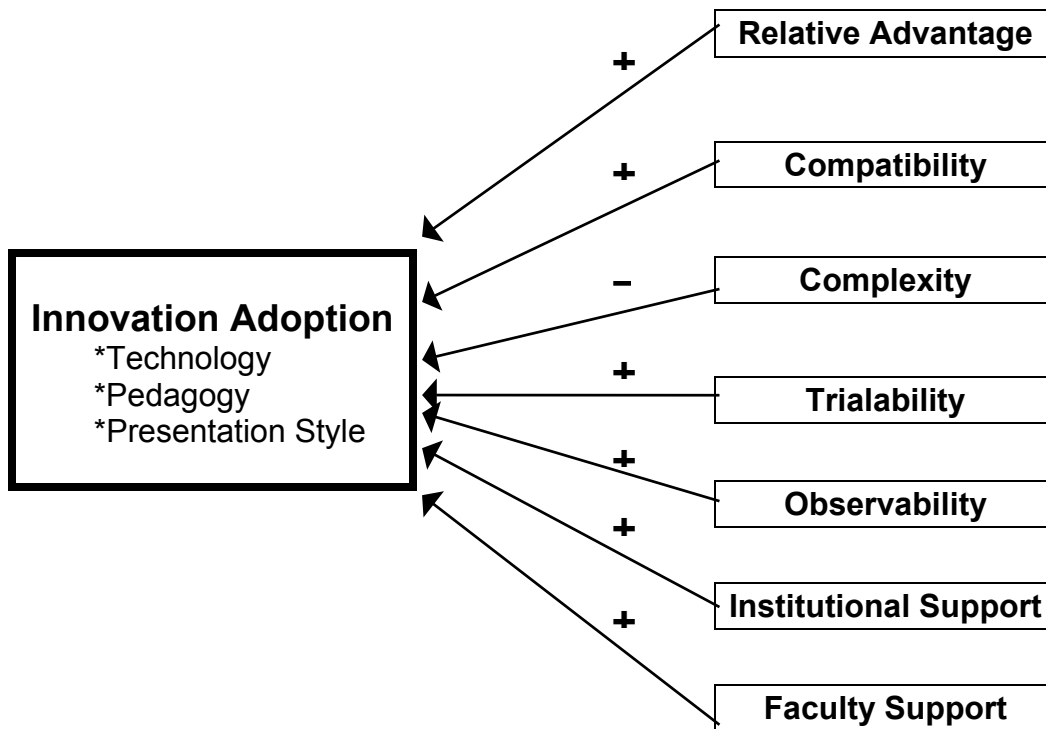 Relative Advantage
+
Compatibility
+
Complexity
−
Innovation Adoption
*Technology
*Pedagogy
*Presentation Style
+
Trialability
+
Observability
+
Institutional Support
+
Faculty Support